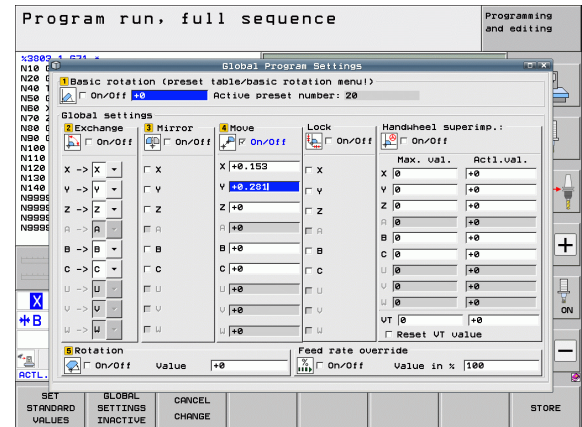 Program run, full sequence
Programming
and editing
%3803_1 G71 *
Global Program Settings
N10 G
N20 G
N40 T
N50 G
N60 X
N70 Z
N80 G
N90 G
N100
N110
N120
N130
N140
N9999
N9999
N9999
N9999
1 Basic rotation (preset table/basic rotation menu!)
On/Off +0 Active preset number: 20
Global settings
2 Exchange 3 Mirror 4 Move Lock Handwheel superimp.:
On/Off On/Off On/Off On/Off On/Off
Max. val. Actl.val.
X -> X X X +0.153 X X 0 +0
Y -> Y Y Y +0.281 Y Y 0 +0
Z -> Z Z Z +0 Z Z 0 +0
A -> A A A +0 A A 0 +0
B -> B B B +0 B B 0 +0
C -> C C C +0 C C 0 +0
U -> U U U +0 U U 0 +0
V -> V V V +0 V V 0 +0
W -> W W W +0 W W 0 +0
VT 0 +0
Reset VT value
5 Rotation Feed rate override
On/Off Value +0 % On/Off Value in % 100
X
+B
ACTL.
ON
SET
STANDARD
VALUES
GLOBAL
SETTINGS
INACTIVE
CANCEL
CHANGE
STORE